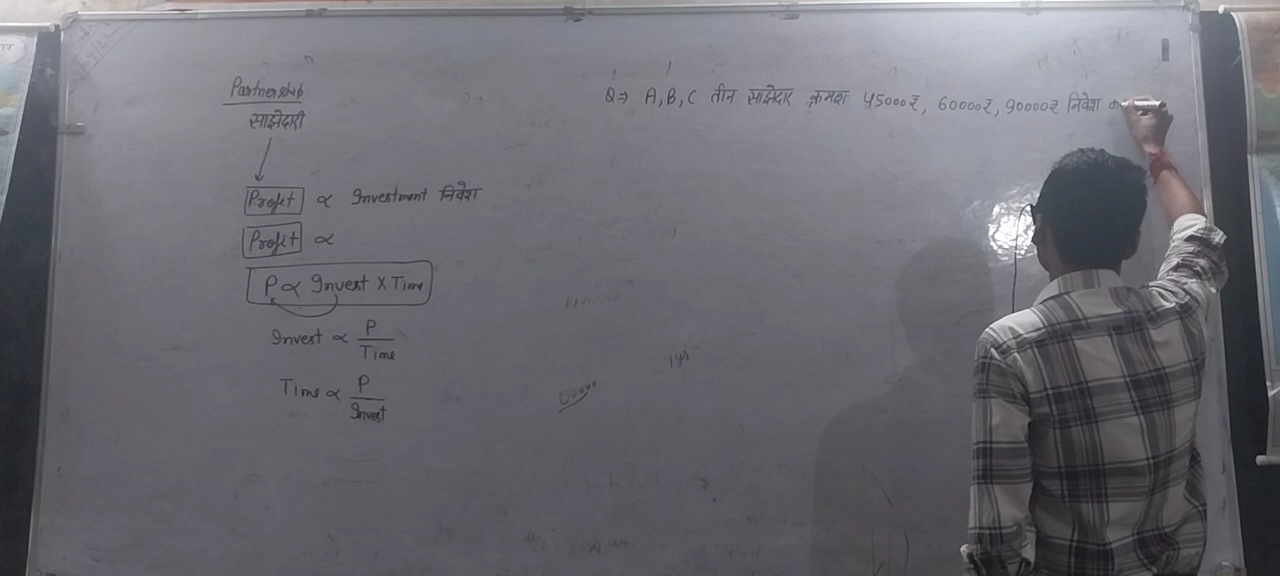 Partnership
साझेदारी
Profit ∝ Investment निवेश
Profit ∝
P ∝ Invest × Time
Invest ∝ P/Time
Time ∝ P/Invest
Q⇒ A, B, C तीन साझेदार क्रमश 45000₹, 60000₹, 90000₹ निवेश